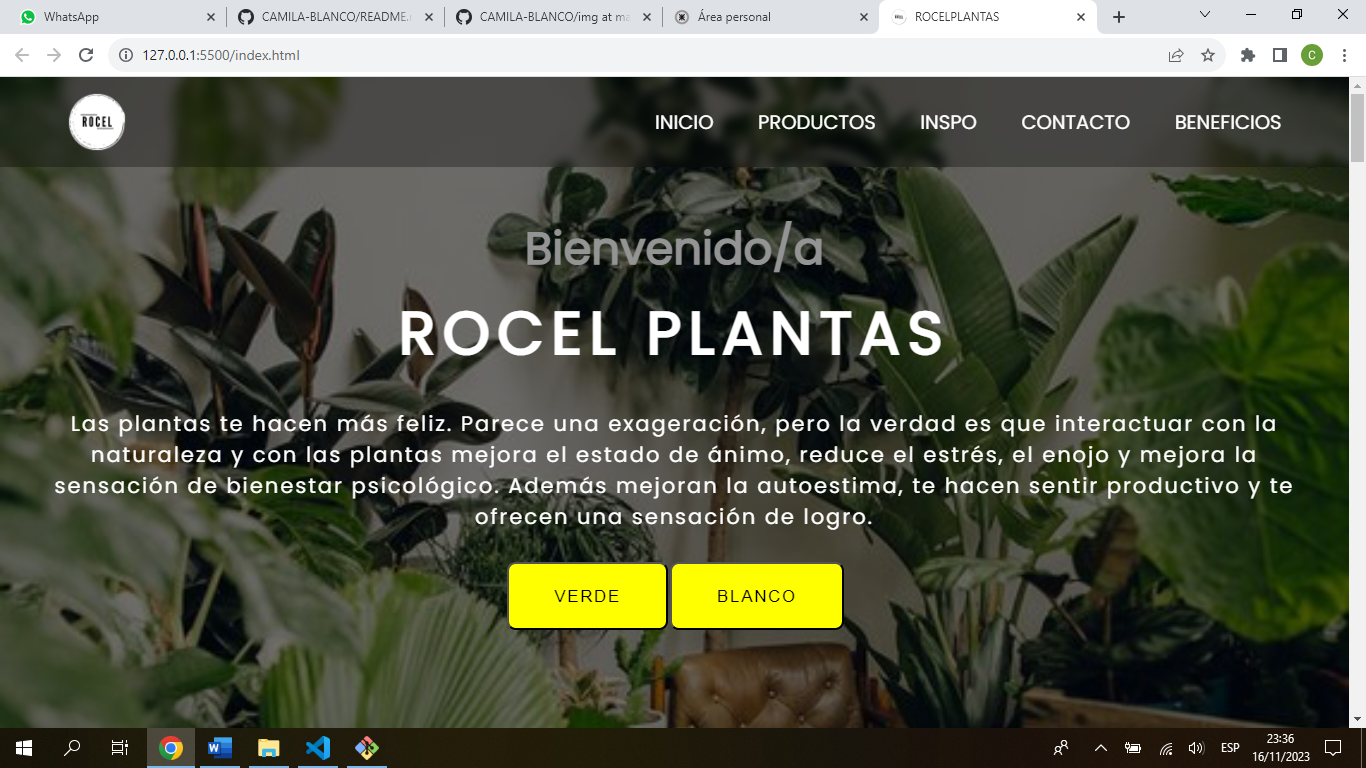 WhatsApp
CAMILA-BLANCO/README.
CAMILA-BLANCO/img at ma
Área personal
ROCELPLANTAS
127.0.0.1:5500/index.html
C
ROCEL
INICIO
PRODUCTOS
INSPO
CONTACTO
BENEFICIOS
Bienvenido/a
ROCEL PLANTAS
Las plantas te hacen más feliz. Parece una exageración, pero la verdad es que interactuar con la
naturaleza y con las plantas mejora el estado de ánimo, reduce el estrés, el enojo y mejora la
sensación de bienestar psicológico. Además mejoran la autoestima, te hacen sentir productivo y te
ofrecen una sensación de logro.
VERDE
BLANCO
W
ESP
23:36
16/11/2023